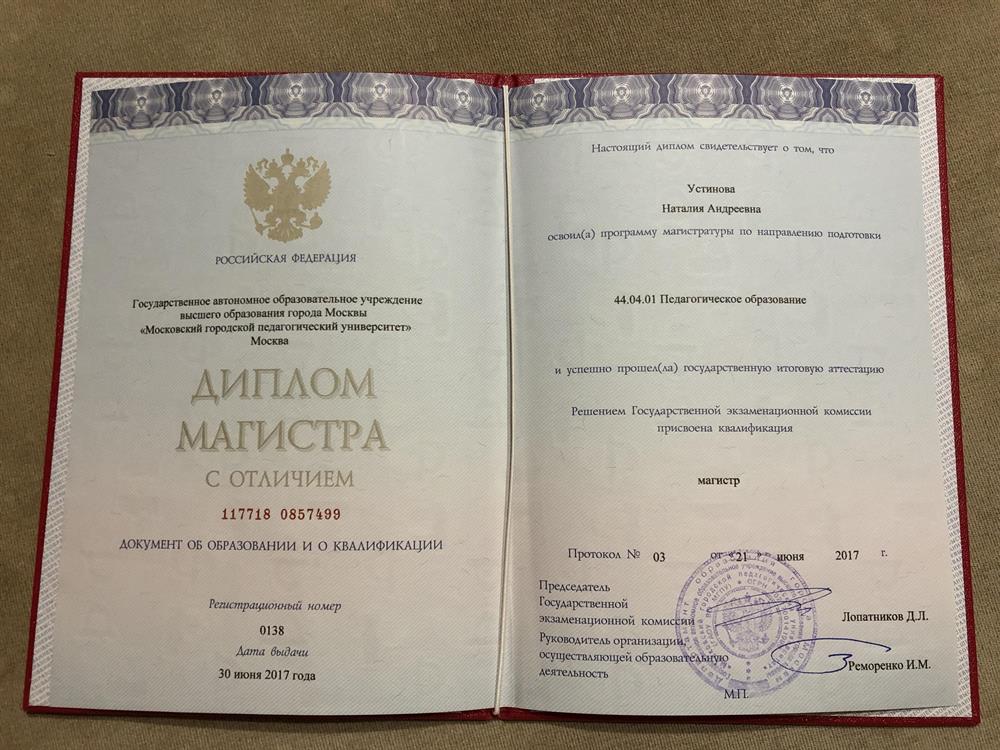 РОССИЙСКАЯ ФЕДЕРАЦИЯ
Государственное автономное образовательное учреждение
высшего образования города Москвы
«Московский городской педагогический университет»
Москва
ДИПЛОМ
МАГИСТРА
С ОТЛИЧИЕМ
117718 0857499
ДОКУМЕНТ ОБ ОБРАЗОВАНИИ И О КВАЛИФИКАЦИИ
Регистрационный номер
0138
Дата выдачи
30 июня 2017 года
Настоящий диплом свидетельствует о том, что
Устинова
Наталия Андреевна
освоил(а) программу магистратуры по направлению подготовки
44.04.01 Педагогическое образование
и успешно прошел(ла) государственную итоговую аттестацию
Решением Государственной экзаменационной комиссии
присвоена квалификация
магистр
Протокол № 03 от «21» июня 2017 г.
Председатель
Государственной
экзаменационной комиссии Лопатников Д.Л.
Руководитель организации,
осуществляющей образовательную
деятельность Реморенко И.М.
М.П.